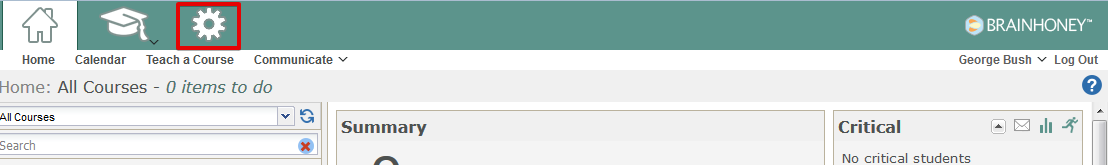 BRAINHONEY™
Home Calendar Teach a Course Communicate George Bush Log Out
Home: All Courses - 0 items to do ?
All Courses
Summary Critical
Search
No critical students